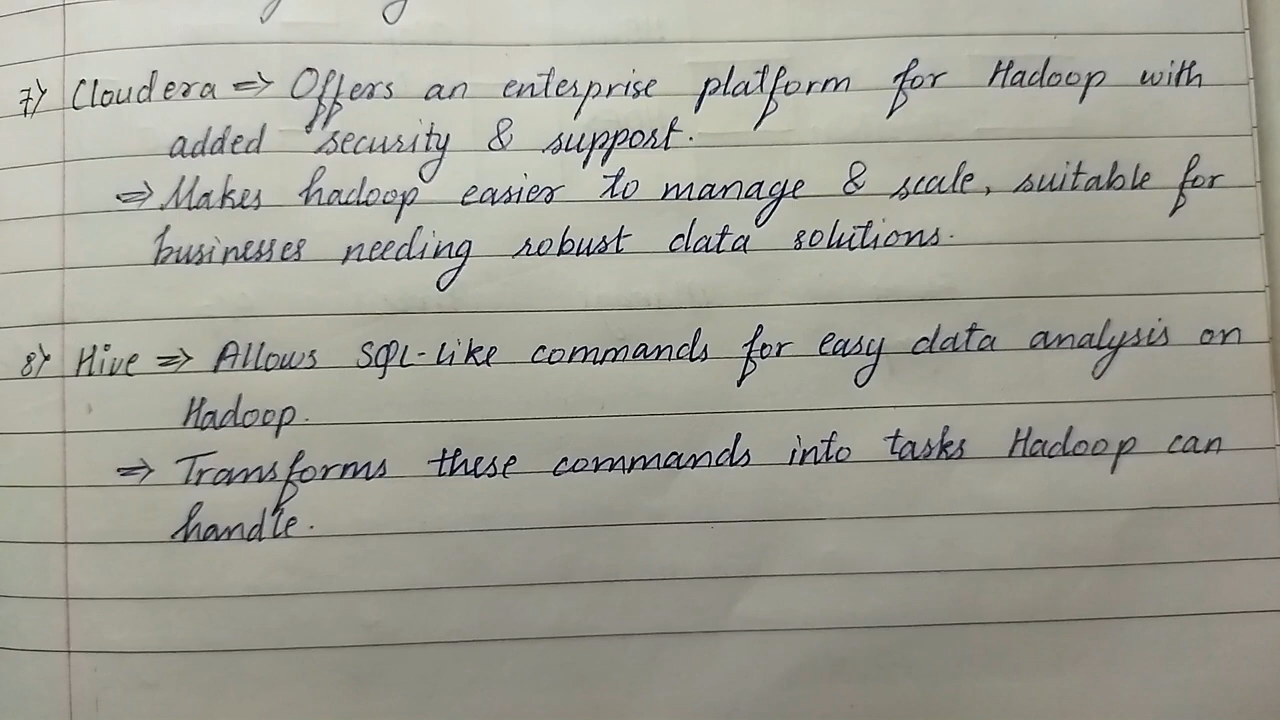 7) Cloudera => Offers an enterprise platform for Hadoop with
added security & support.
=> Makes hadoop easier to manage & scale, suitable for
businesses needing robust data solutions.
8) Hive => Allows SQL-like commands for easy data analysis on
Hadoop.
=> Transforms these commands into tasks Hadoop can
handle.